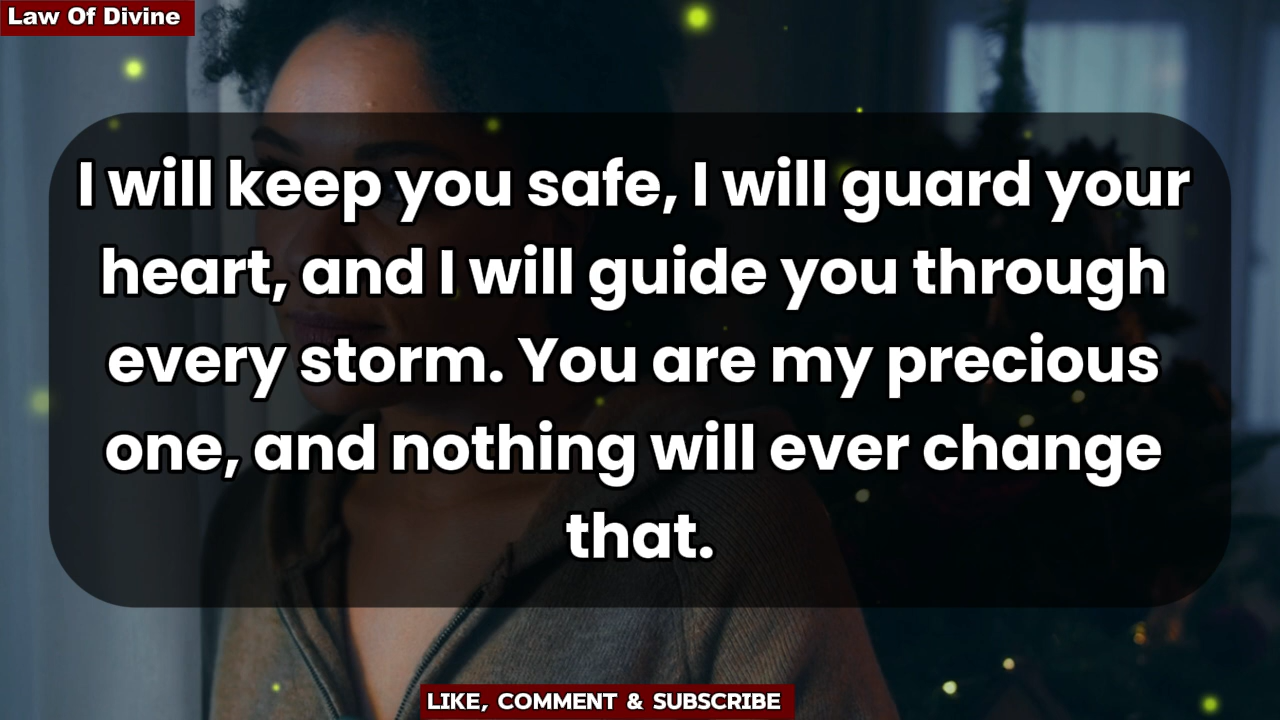 Law Of Divine
I will keep you safe, I will guard your
heart, and I will guide you through
every storm. You are my precious
one, and nothing will ever change
that.
LIKE, COMMENT & SUBSCRIBE